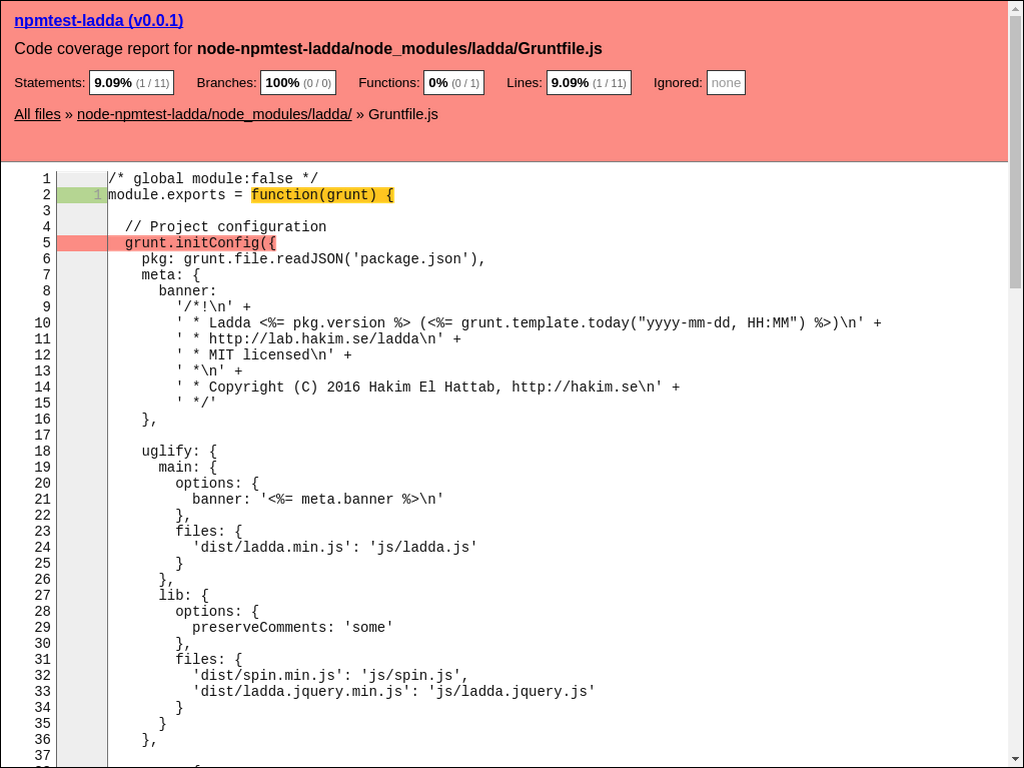 npmtest-ladda (v0.0.1)
Code coverage report for node-npmtest-ladda/node_modules/ladda/Gruntfile.js
Statements: 9.09% (1 / 11) Branches: 100% (0 / 0) Functions: 0% (0 / 1) Lines: 9.09% (1 / 11) Ignored: none
All files » node-npmtest-ladda/node_modules/ladda/ » Gruntfile.js
1 /* global module:false */
2 1 module.exports = function(grunt) {
3
4   // Project configuration
5   grunt.initConfig({
6     pkg: grunt.file.readJSON('package.json'),
7     meta: {
8       banner:
9         '/*!\n' +
10         ' * Ladda <%= pkg.version %> (<%= grunt.template.today("yyyy-mm-dd, HH:MM") %>)\n' +
11         ' * http://lab.hakim.se/ladda\n' +
12         ' * MIT licensed\n' +
13         ' *\n' +
14         ' * Copyright (C) 2016 Hakim El Hattab, http://hakim.se\n' +
15         ' */'
16     },
17
18     uglify: {
19       main: {
20         options: {
21           banner: '<%= meta.banner %>\n'
22         },
23         files: {
24           'dist/ladda.min.js': 'js/ladda.js'
25         }
26       },
27       lib: {
28         options: {
29           preserveComments: 'some'
30         },
31         files: {
32           'dist/spin.min.js': 'js/spin.js',
33           'dist/ladda.jquery.min.js': 'js/ladda.jquery.js'
34         }
35       }
36     },
37